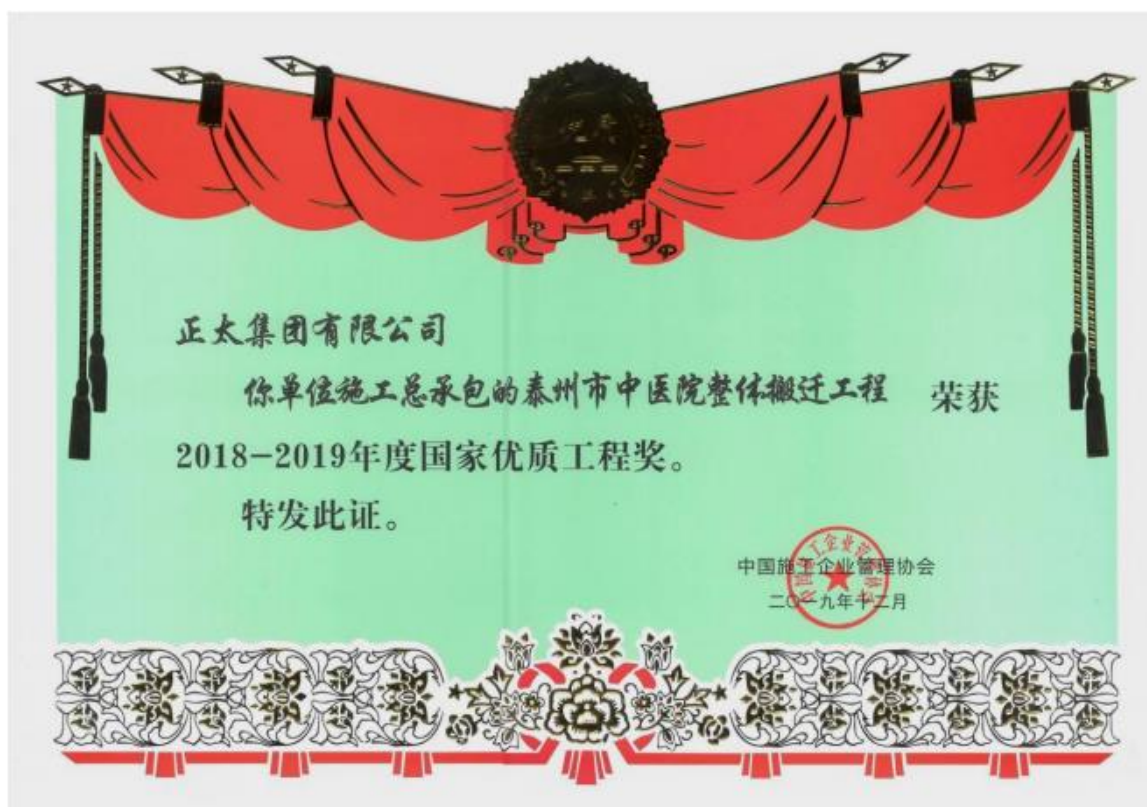 正太集团有限公司
你单位施工总承包的泰州市中医院整体搬迁工程 荣获
2018-2019年度国家优质工程奖。
特发此证。
中国施工企业管理协会
二〇一九年十二月